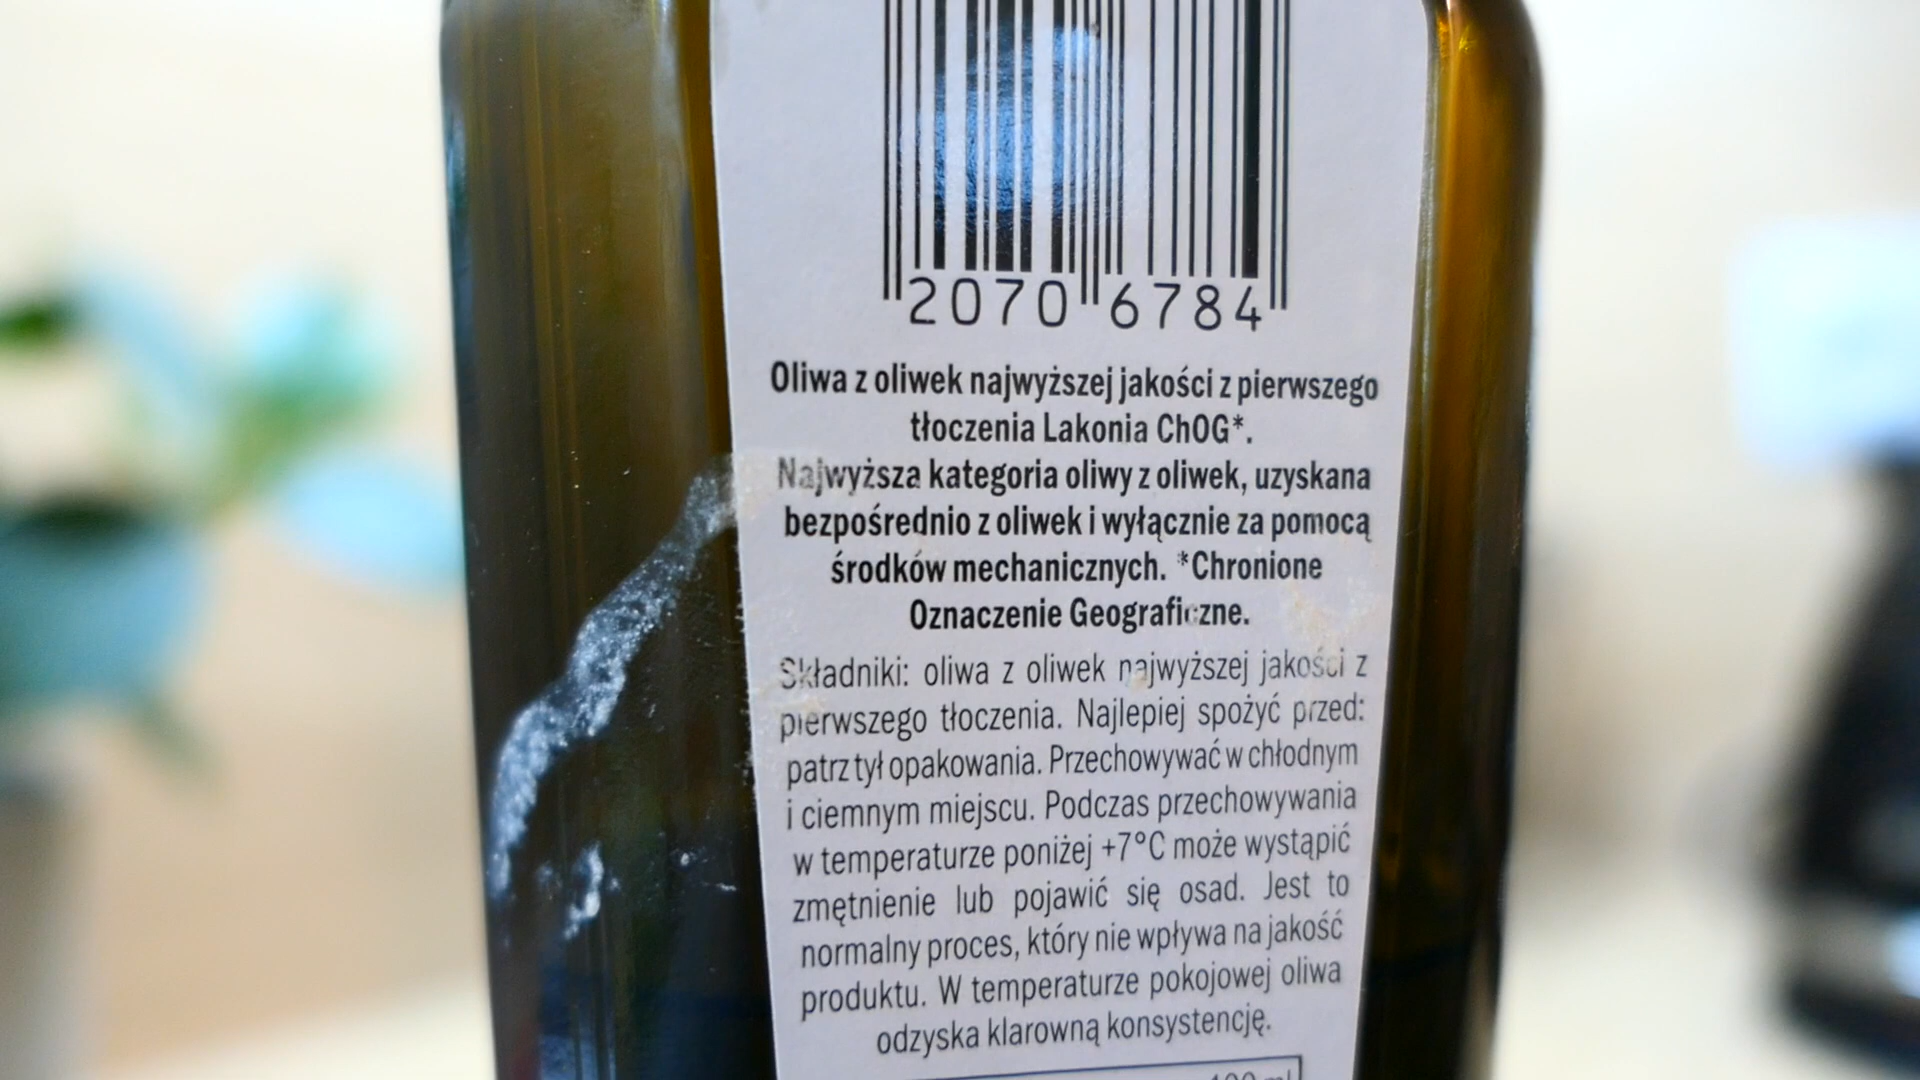 2070 6784
Oliwa z oliwek najwyższej jakości z pierwszego
tłoczenia Lakonia ChOG*.
Najwyższa kategoria oliwy z oliwek, uzyskana
bezpośrednio z oliwek i wyłącznie za pomocą
środków mechanicznych. *Chronione
Oznaczenie Geograficzne.
Składniki: oliwa z oliwek najwyższej jakości z
pierwszego tłoczenia. Najlepiej spożyć przed:
patrz tył opakowania. Przechowywać w chłodnym
i ciemnym miejscu. Podczas przechowywania
w temperaturze poniżej +7°C może wystąpić
zmętnienie lub pojawić się osad. Jest to
normalny proces, który nie wpływa na jakość
produktu. W temperaturze pokojowej oliwa
odzyska klarowną konsystencję.
100 ml